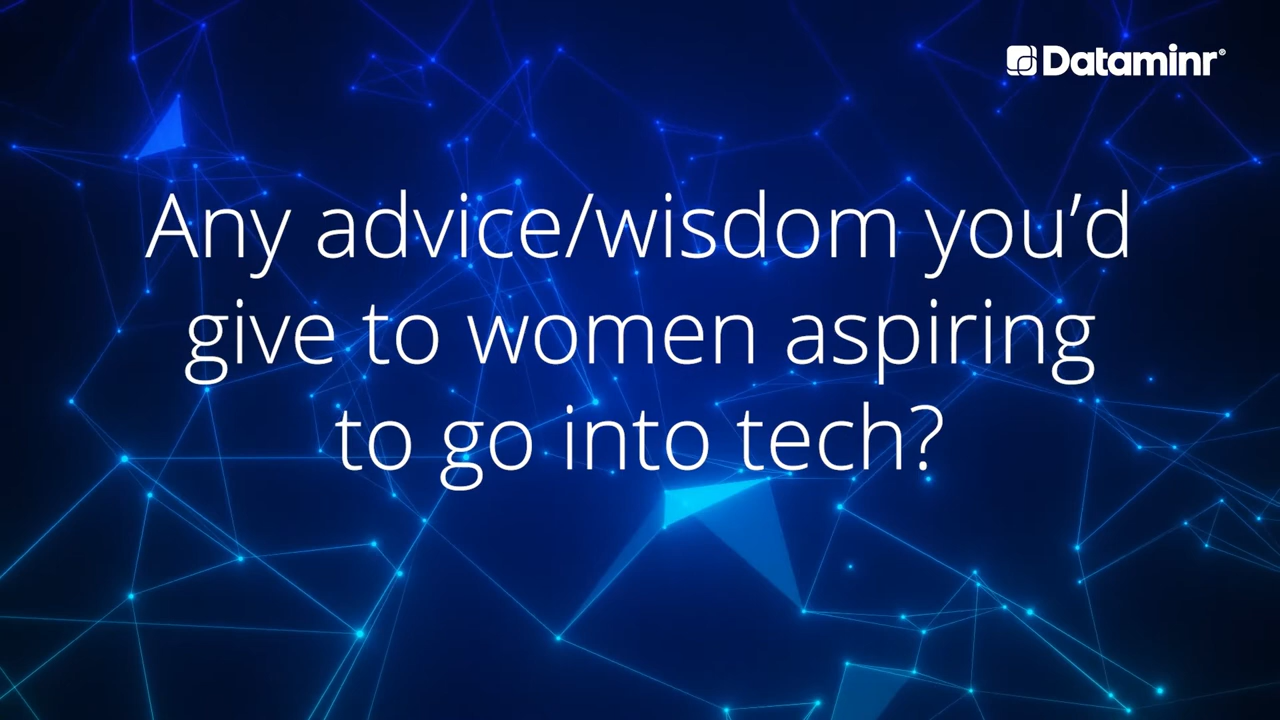 Dataminr®
Any advice/wisdom you’d
give to women aspiring
to go into tech?